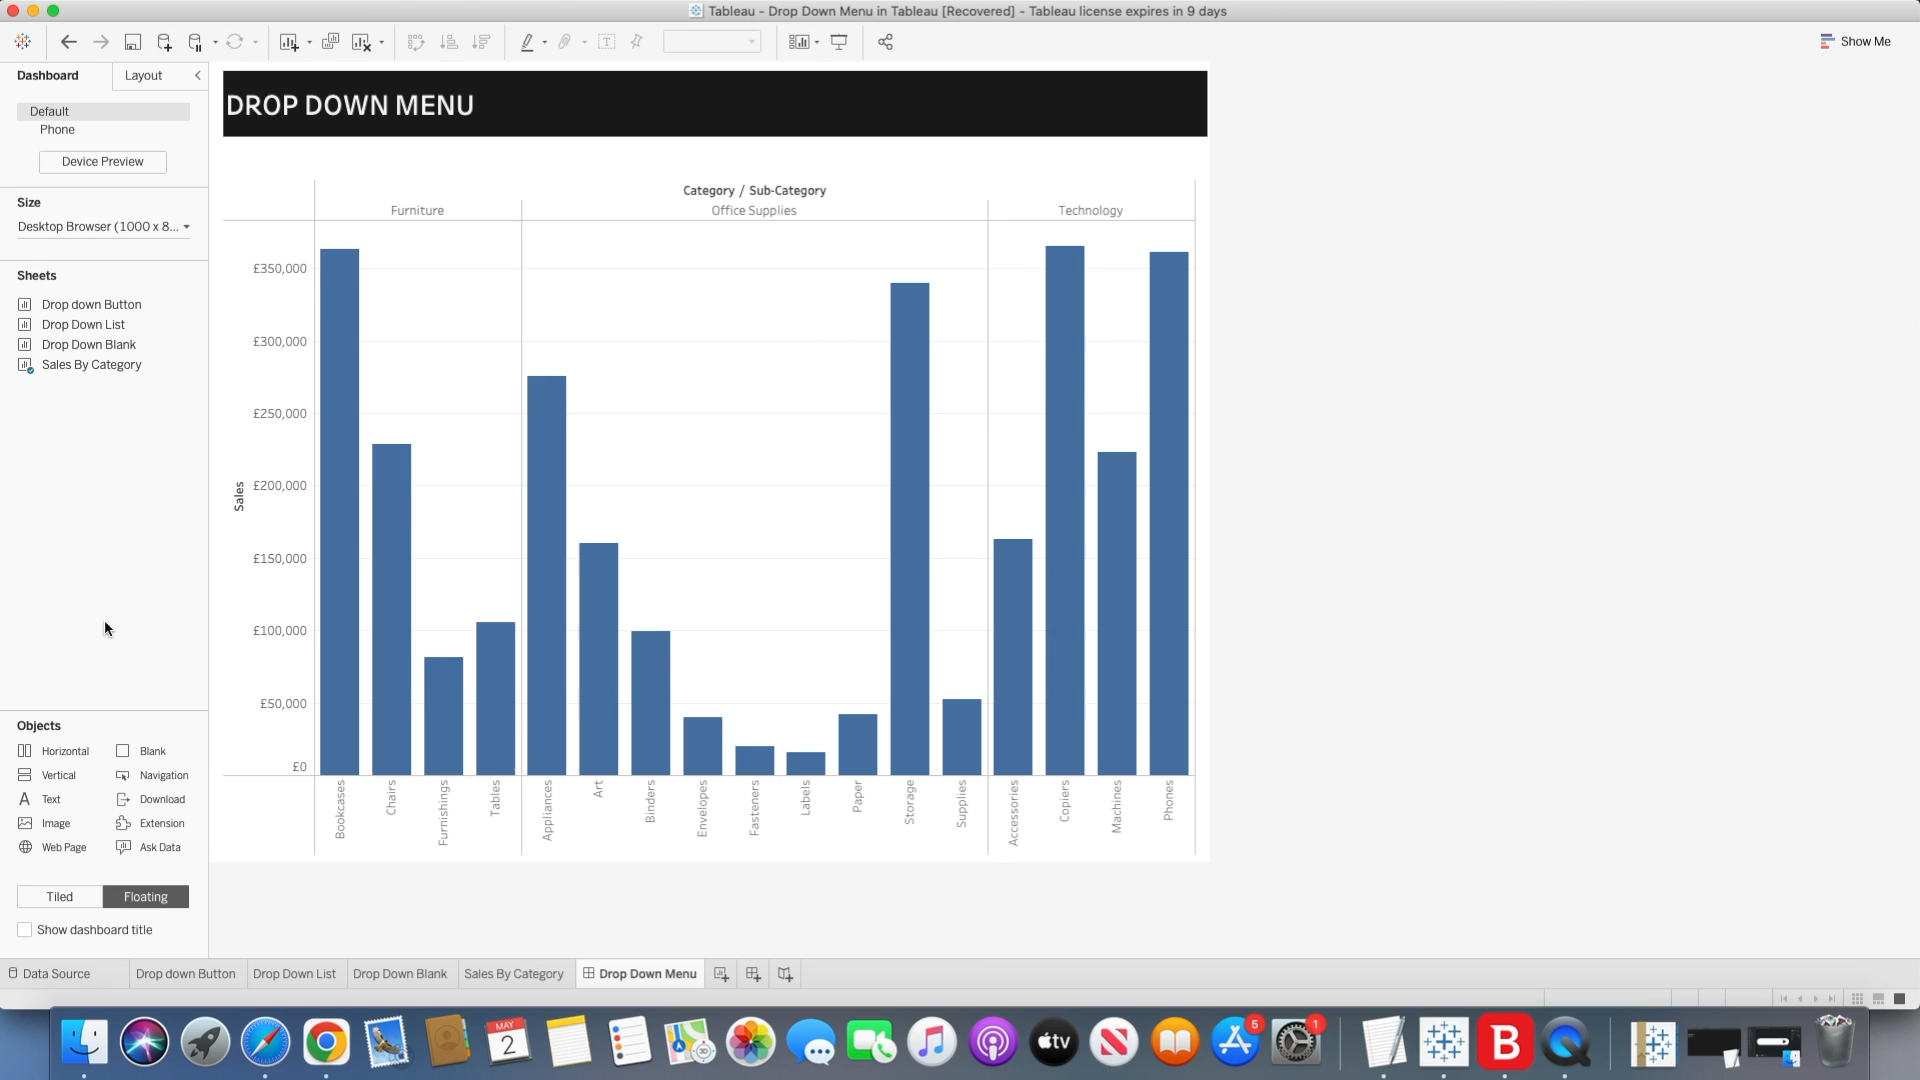 Tableau - Drop Down Menu in Tableau [Recovered] - Tableau license expires in 9 days
Show Me
Dashboard
Layout
Default
Phone
Device Preview
Size
Desktop Browser (1000 x 8...
Sheets
Drop down Button
Drop Down List
Drop Down Blank
Sales By Category
Objects
Horizontal
Blank
Vertical
Navigation
Text
Download
Image
Extension
Web Page
Ask Data
Tiled
Floating
Show dashboard title
DROP DOWN MENU
Category / Sub-Category
Furniture
Office Supplies
Technology
Sales
£350,000
£300,000
£250,000
£200,000
£150,000
£100,000
£50,000
£0
Bookcases
Chairs
Furnishings
Tables
Appliances
Art
Binders
Envelopes
Fasteners
Labels
Paper
Storage
Supplies
Accessories
Copiers
Machines
Phones
Data Source
Drop down Button
Drop Down List
Drop Down Blank
Sales By Category
Drop Down Menu
MAY
2
3D
tv
5
1
B